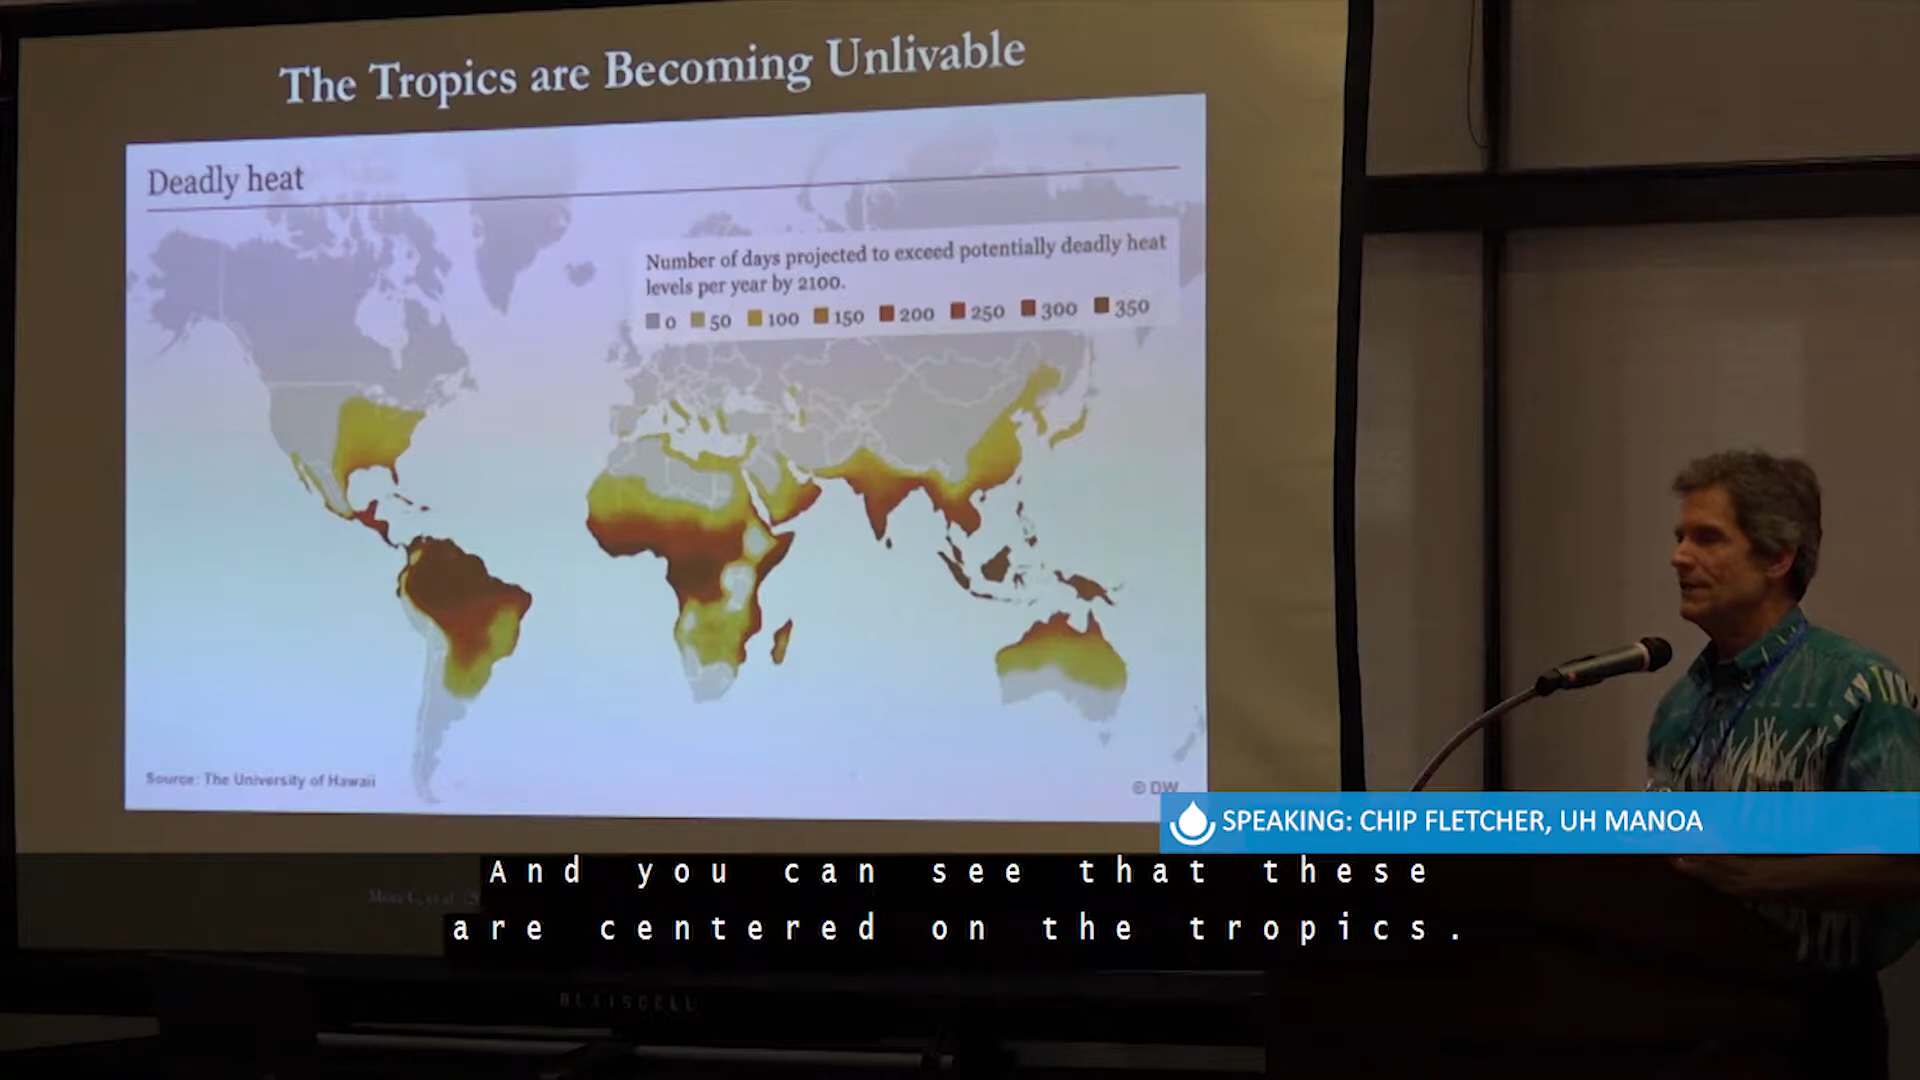 The Tropics are Becoming Unlivable
Deadly heat
Number of days projected to exceed potentially deadly heat
levels per year by 2100.
0 50 100 150 200 250 300 350
Source: The University of Hawaii
© DW
SPEAKING: CHIP FLETCHER, UH MANOA
And you can see that these
are centered on the tropics.
BLAISDELL